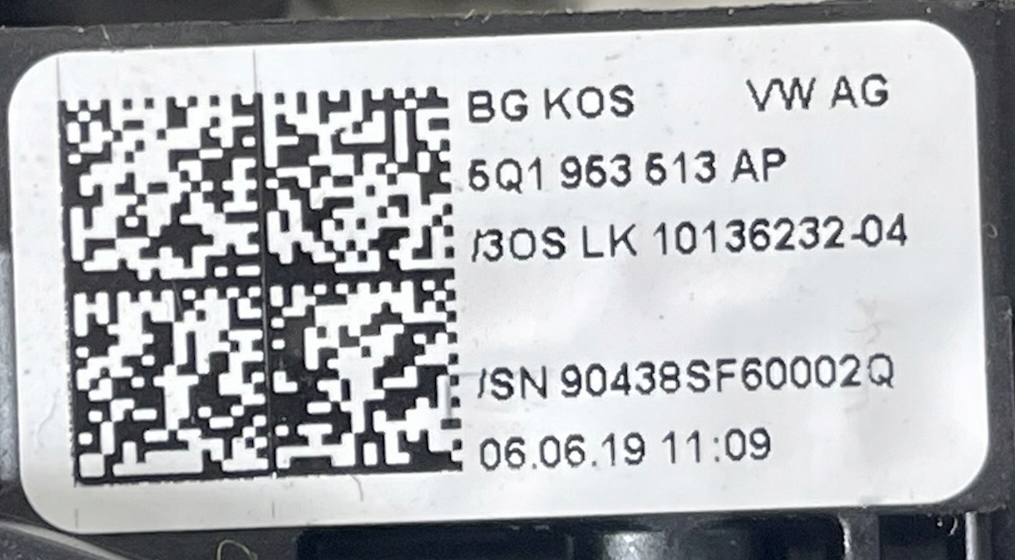 BG KOS VW AG
5Q1 953 513 AP
/3OS LK 10136232-04
/SN 90438SF60002Q
06.06.19 11:09